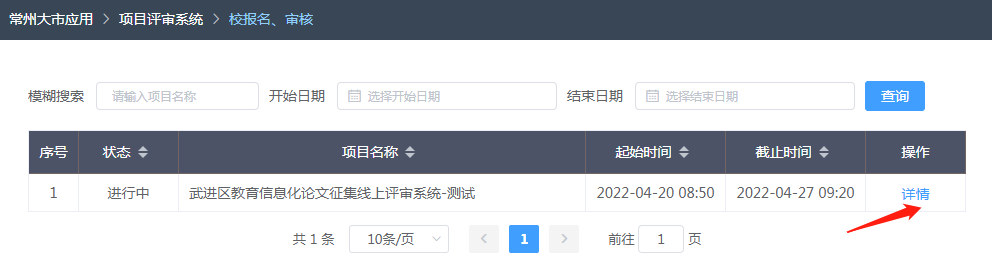 常州大市应用 > 项目评审系统 > 校报名、审核
模糊搜索 请输入项目名称 开始日期 选择开始日期 结束日期 选择结束日期 查询
序号 状态 项目名称 起始时间 截止时间 操作
1 进行中 武进区教育信息化论文征集线上评审系统-测试 2022-04-20 08:50 2022-04-27 09:20 详情
共 1 条 10条/页 < 1 > 前往 1 页